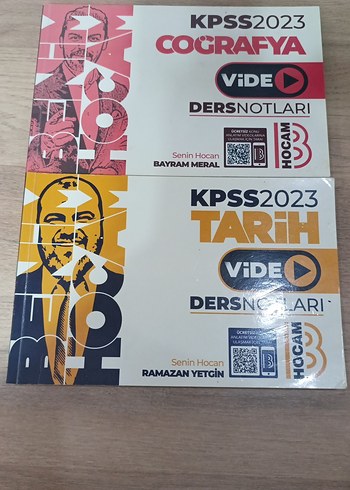 KPSS2023
COĞRAFYA
VİDEO
DERSNOTLARI
Senin Hocan
BAYRAM MERAL
HOCAM
BENİM
HOCAM
KPSS2023
TARİH
VİDEO
DERSNOTLARI
Senin Hocan
RAMAZAN YETGİN
HOCAM
BENİM
HOCAM